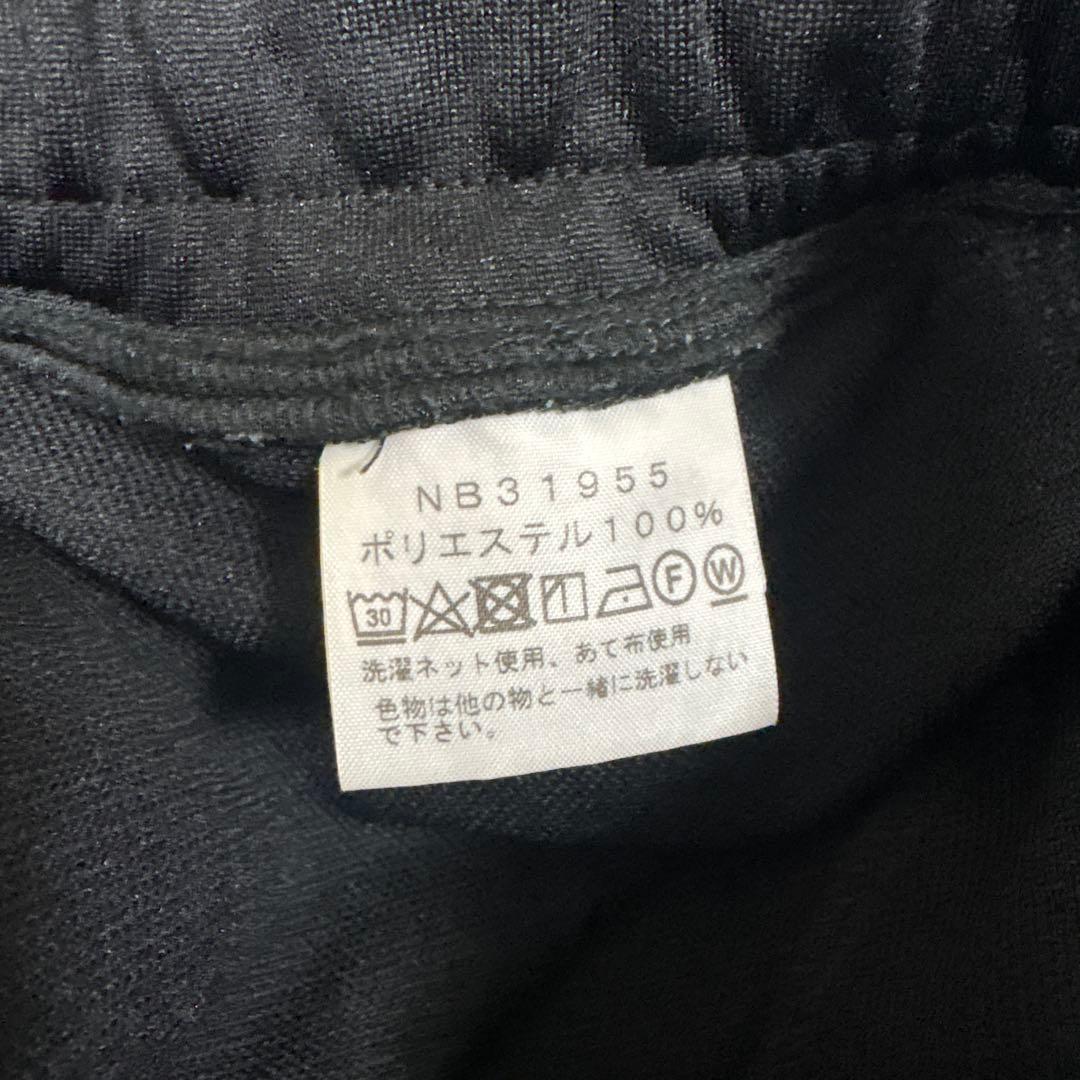 NB31955
ポリエステル100%
30 F W
洗濯ネット使用、あて布使用
色物は他の物と一緒に洗濯しない
で下さい。